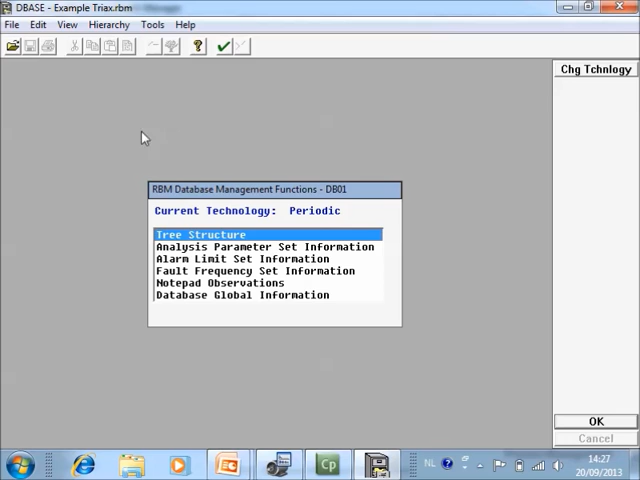 DBASE - Example Triax.rbm
File Edit View Hierarchy Tools Help
Chg Tchnlogy
RBM Database Management Functions - DB01
Current Technology: Periodic
Tree Structure
Analysis Parameter Set Information
Alarm Limit Set Information
Fault Frequency Set Information
Notepad Observations
Database Global Information
OK
Cancel
Cp
NL
14:27
20/09/2013